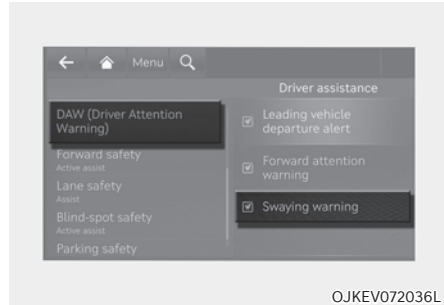 Menu
Driver assistance
DAW (Driver Attention
Warning)
Forward safety
Active assist
Lane safety
Assist
Blind-spot safety
Active assist
Parking safety
Leading vehicle
departure alert
Forward attention
warning
Swaying warning
OJKEV072036L